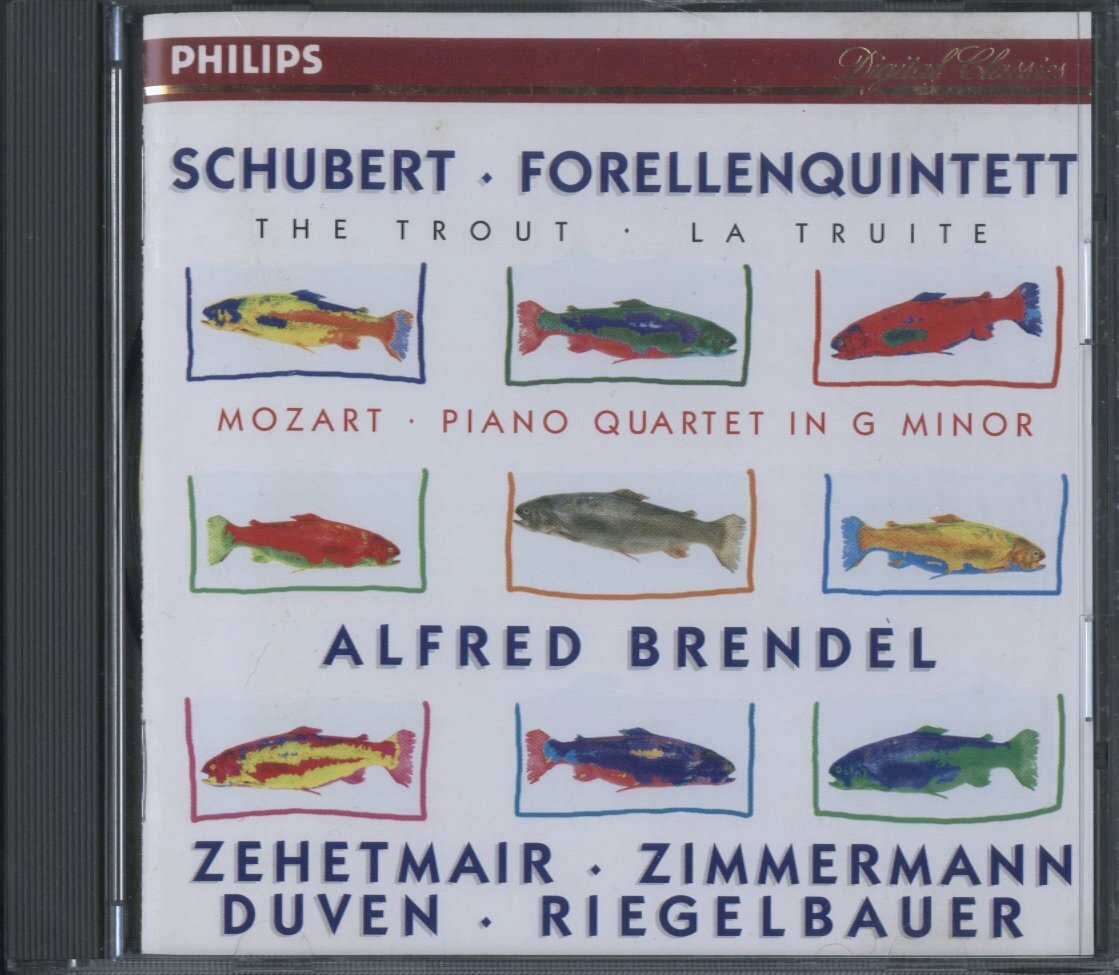 PHILIPS Digital Classics
SCHUBERT · FORELLENQUINTETT
THE TROUT · LA TRUITE
MOZART · PIANO QUARTET IN G MINOR
ALFRED BRENDEL
ZEHETMAIR · ZIMMERMANN
DUVEN · RIEGELBAUER